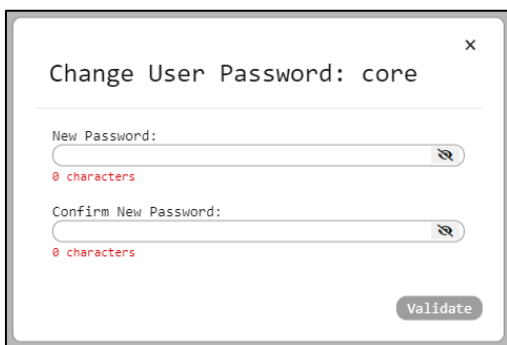 ×
Change User Password: core
New Password:
0 characters
Confirm New Password:
0 characters
Validate